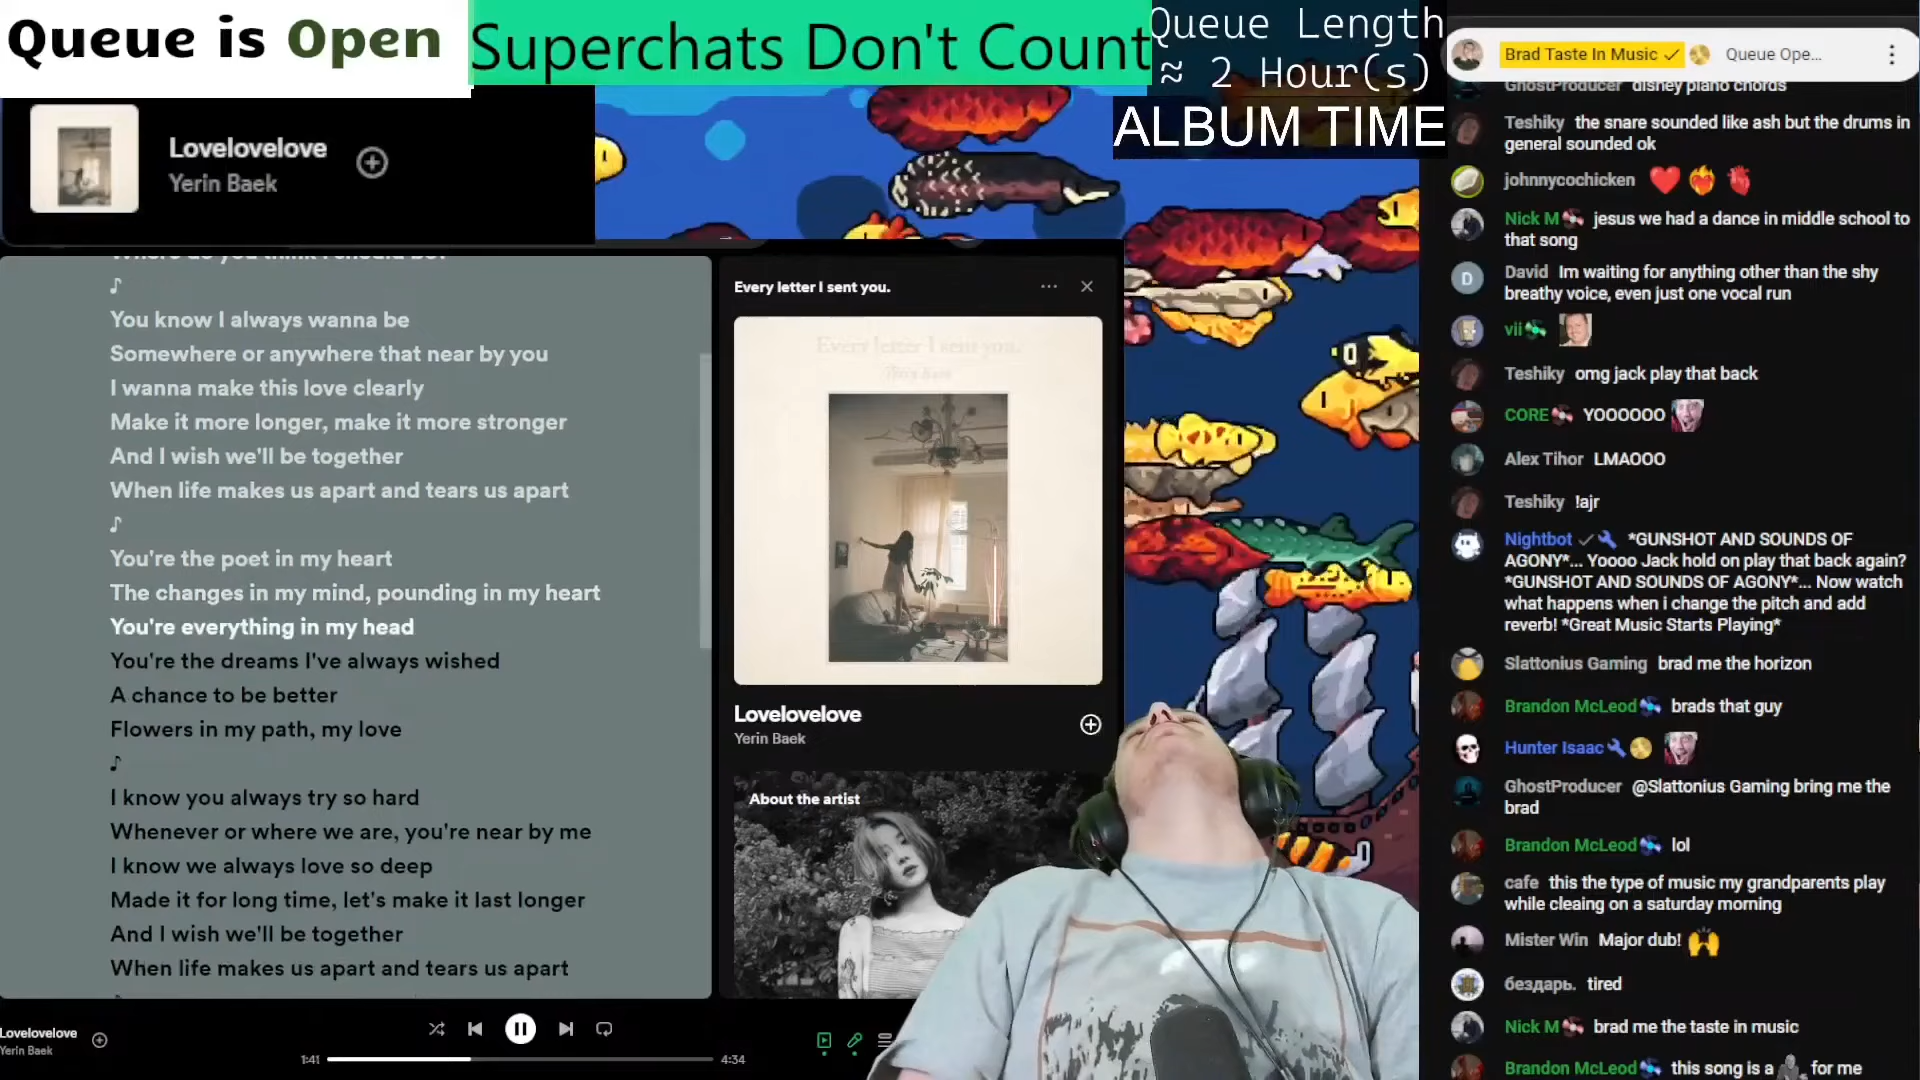 Queue is Open
Superchats Don't Count
Queue Length
≈ 2 Hour(s)
ALBUM TIME
Lovelovelove
Yerin Baek
♪
You know I always wanna be
Somewhere or anywhere that near by you
I wanna make this love clearly
Make it more longer, make it more stronger
And I wish we'll be together
When life makes us apart and tears us apart
♪
You're the poet in my heart
The changes in my mind, pounding in my heart
You're everything in my head
You're the dreams I've always wished
A chance to be better
Flowers in my path, my love
♪
I know you always try so hard
Whenever or where we are, you're near by me
I know we always love so deep
Made it for long time, let's make it last longer
And I wish we'll be together
When life makes us apart and tears us apart
Every letter I sent you.
Every letter I sent you.
Lovelovelove
Yerin Baek
About the artist
Lovelovelove
Yerin Baek
1:41
4:34
Brad Taste In Music
Queue Ope...
GhostProducer disney piano chords
Teshiky the snare sounded like ash but the drums in
general sounded ok
johnnycochicken ❤️ ❤️‍🔥 🫀
Nick M jesus we had a dance in middle school to
that song
David Im waiting for anything other than the shy
breathy voice, even just one vocal run
vii
Teshiky omg jack play that back
CORE YOOOOOO
Alex Tihor LMAOOO
Teshiky !ajr
Nightbot *GUNSHOT AND SOUNDS OF
AGONY*... Yoooo Jack hold on play that back again?
*GUNSHOT AND SOUNDS OF AGONY*... Now watch
what happens when i change the pitch and add
reverb! *Great Music Starts Playing*
Slattonius Gaming brad me the horizon
Brandon McLeod brads that guy
Hunter Isaac
GhostProducer @Slattonius Gaming bring me the
brad
Brandon McLeod lol
cafe this the type of music my grandparents play
while cleaing on a saturday morning
Mister Win Major dub! 🙌
бездарь. tired
Nick M brad me the taste in music
Brandon McLeod this song is a for me